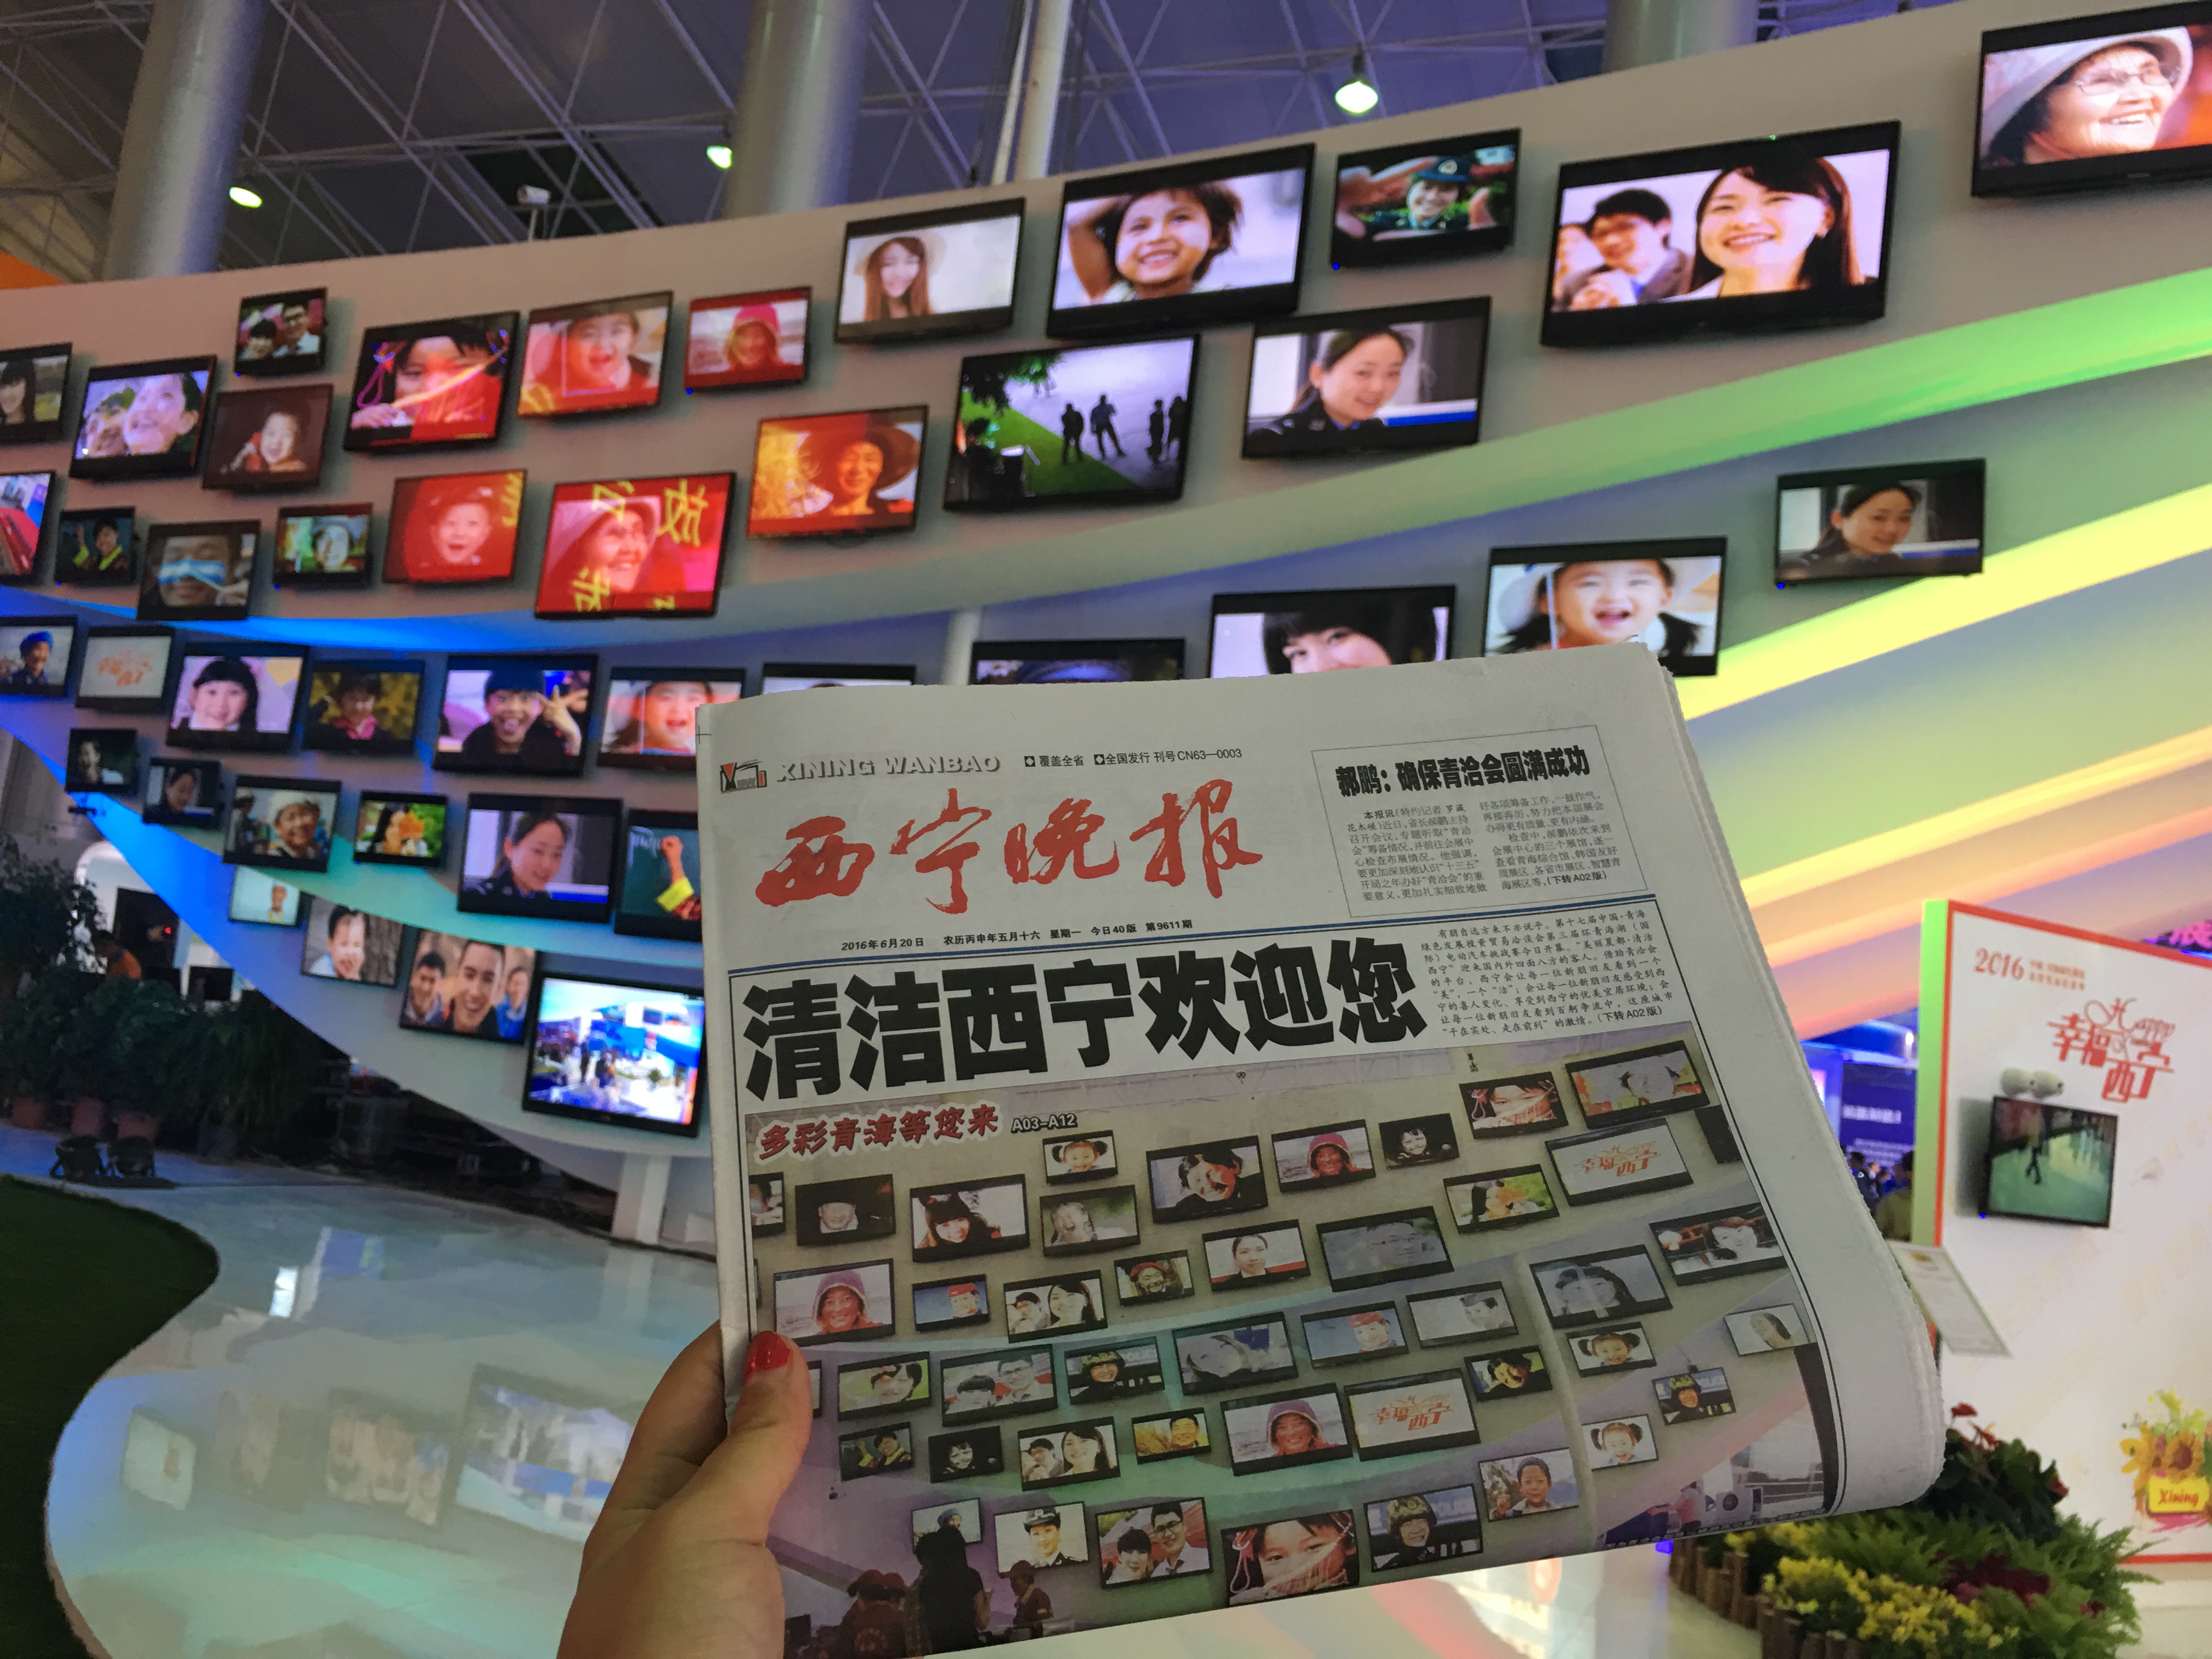 XINING WANBAO
覆盖全省 全国发行 刊号CN63—0003
西宁晚报
2016年6月20日 农历丙申年五月十六 星期一 今日40版 第9611期
郝鹏：确保青洽会圆满成功
本报讯(特约记者 罗藏
花木姬)近日,省长郝鹏主持
召开会议,专题听取“青洽
会”筹备情况,并前往会展中
心检查布展情况。他强调,
要更加深刻地认识“十三五”
开局之年办好“青洽会”的重
要意义,更加扎实细致地做
好各项筹备工作,一鼓作气,
再接再厉,努力把本届展会
办得更有质量、更有内涵。
检查中,郝鹏依次来到
会展中心的三个展馆,逐一
查看青海综合馆、韩国友好
周展区、各省市展区、智慧青
海展区等,(下转A02版)
清洁西宁欢迎您
有朋自远方来不亦说乎。第十七届中国·青海
绿色发展投资贸易洽谈会第三届环青海湖（国
际）电动汽车挑战赛今日开幕。“美丽夏都·清洁
西宁”迎来国内外四面八方的客人。借助青洽会
的平台，西宁会让每一位新朋旧友看到一个
“美”，一个“洁”；会让每一位新朋旧友感受到西
宁的喜人变化、享受到西宁的优美宜居环境；会
让每一位新朋旧友看到百舸争流中，这座城市
“干在实处、走在前列”的激情。(下转A02版)
多彩青海等您来 A03—A12
幸福西宁
幸福西宁
幸福西宁
2016
HAPPY
幸福西宁
Xining